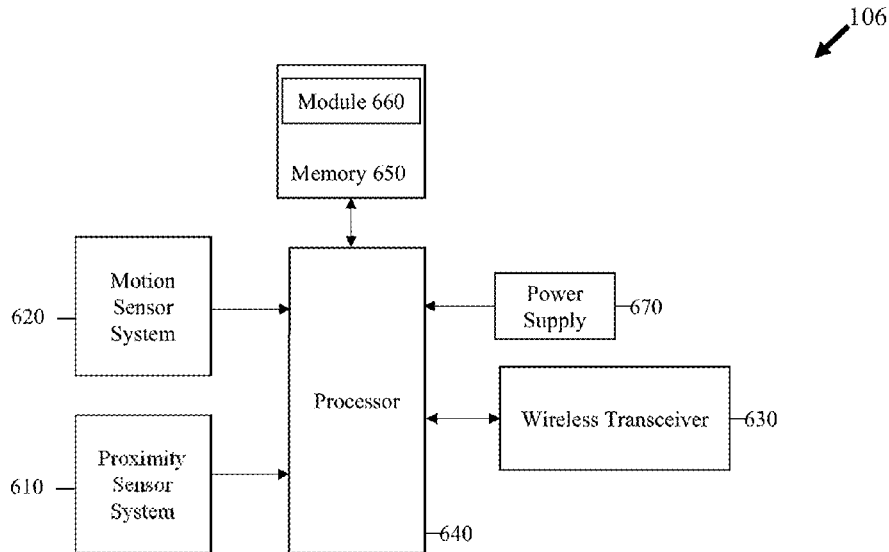 106
Module 660
Memory 650
Motion
Sensor
System
620
Power
Supply
670
Processor
Wireless Transceiver
630
Proximity
Sensor
System
610
640